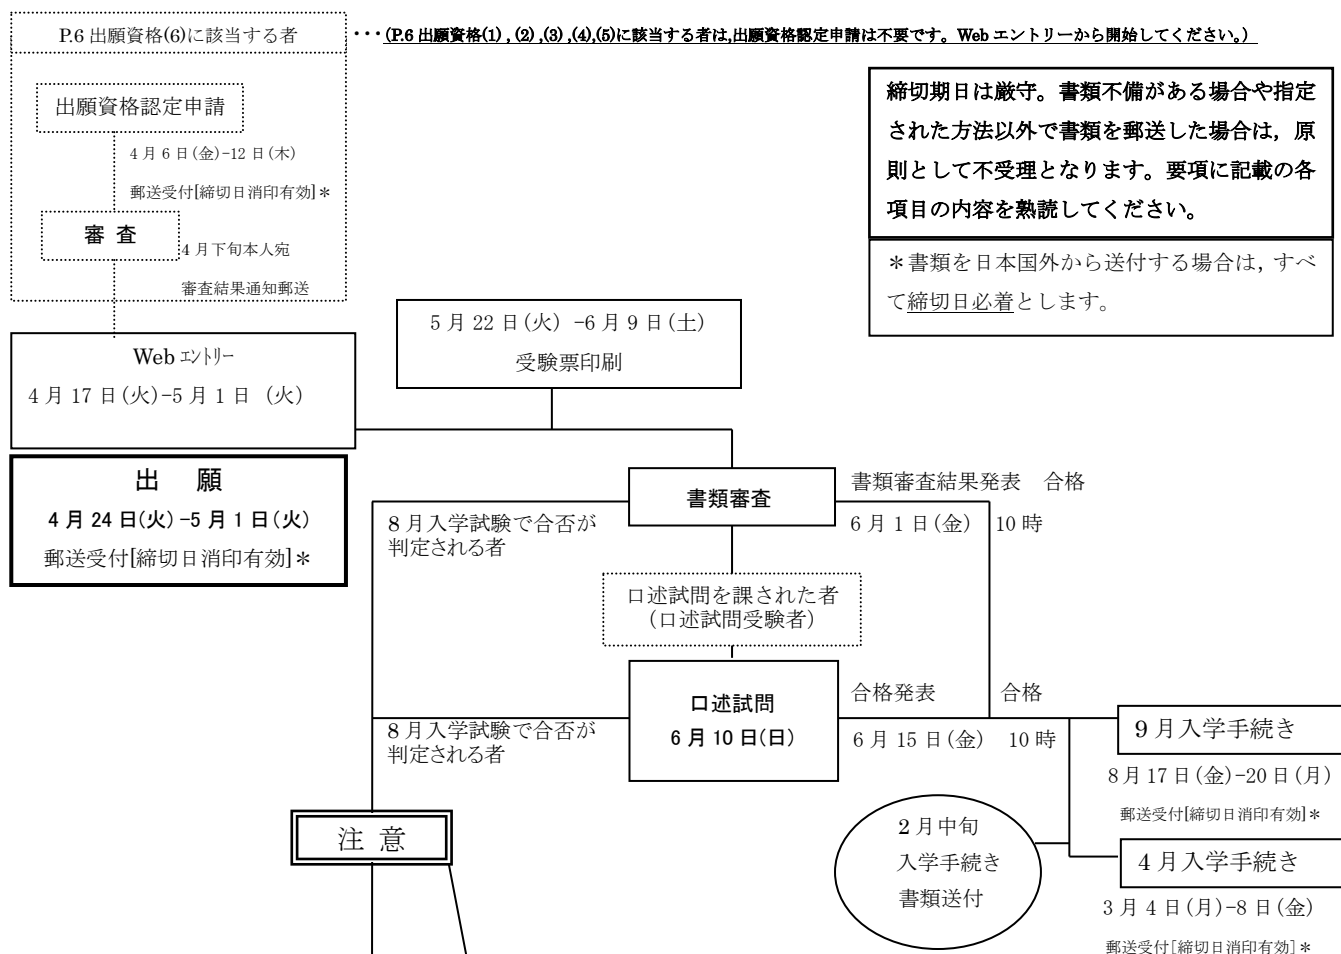 P.6 出願資格(6)に該当する者
・・・(P.6 出願資格(1) , (2) ,(3) ,(4),(5)に該当する者は,出願資格認定申請は不要です。Web エントリーから開始してください。)
出願資格認定申請
4 月 6 日(金)-12 日(木)
郵送受付[締切日消印有効]＊
審 査
4 月下旬本人宛
審査結果通知郵送
締切期日は厳守。書類不備がある場合や指定
された方法以外で書類を郵送した場合は，原
則として不受理となります。要項に記載の各
項目の内容を熟読してください。
＊書類を日本国外から送付する場合は，すべ
て締切日必着とします。
Web ｴﾝﾄﾘｰ
4 月 17 日(火)-5 月 1 日 (火)
5 月 22 日(火) -6 月 9 日(土)
受験票印刷
出 願
4 月 24 日(火) -5 月 1 日(火)
郵送受付[締切日消印有効]＊
書類審査
書類審査結果発表 合格
6 月 1 日(金) 10 時
8 月入学試験で合否が
判定される者
口述試問を課された者
(口述試問受験者)
口述試問
6 月 10 日(日)
合格発表 合格
6 月 15 日(金) 10 時
8 月入学試験で合否が
判定される者
9 月入学手続き
8 月 17 日(金)-20 日(月)
郵送受付[締切日消印有効]＊
注 意
2 月中旬
入学手続き
書類送付
4 月入学手続き
3 月 4 日(月)-8 日(金)
郵送受付[締切日消印有効]＊